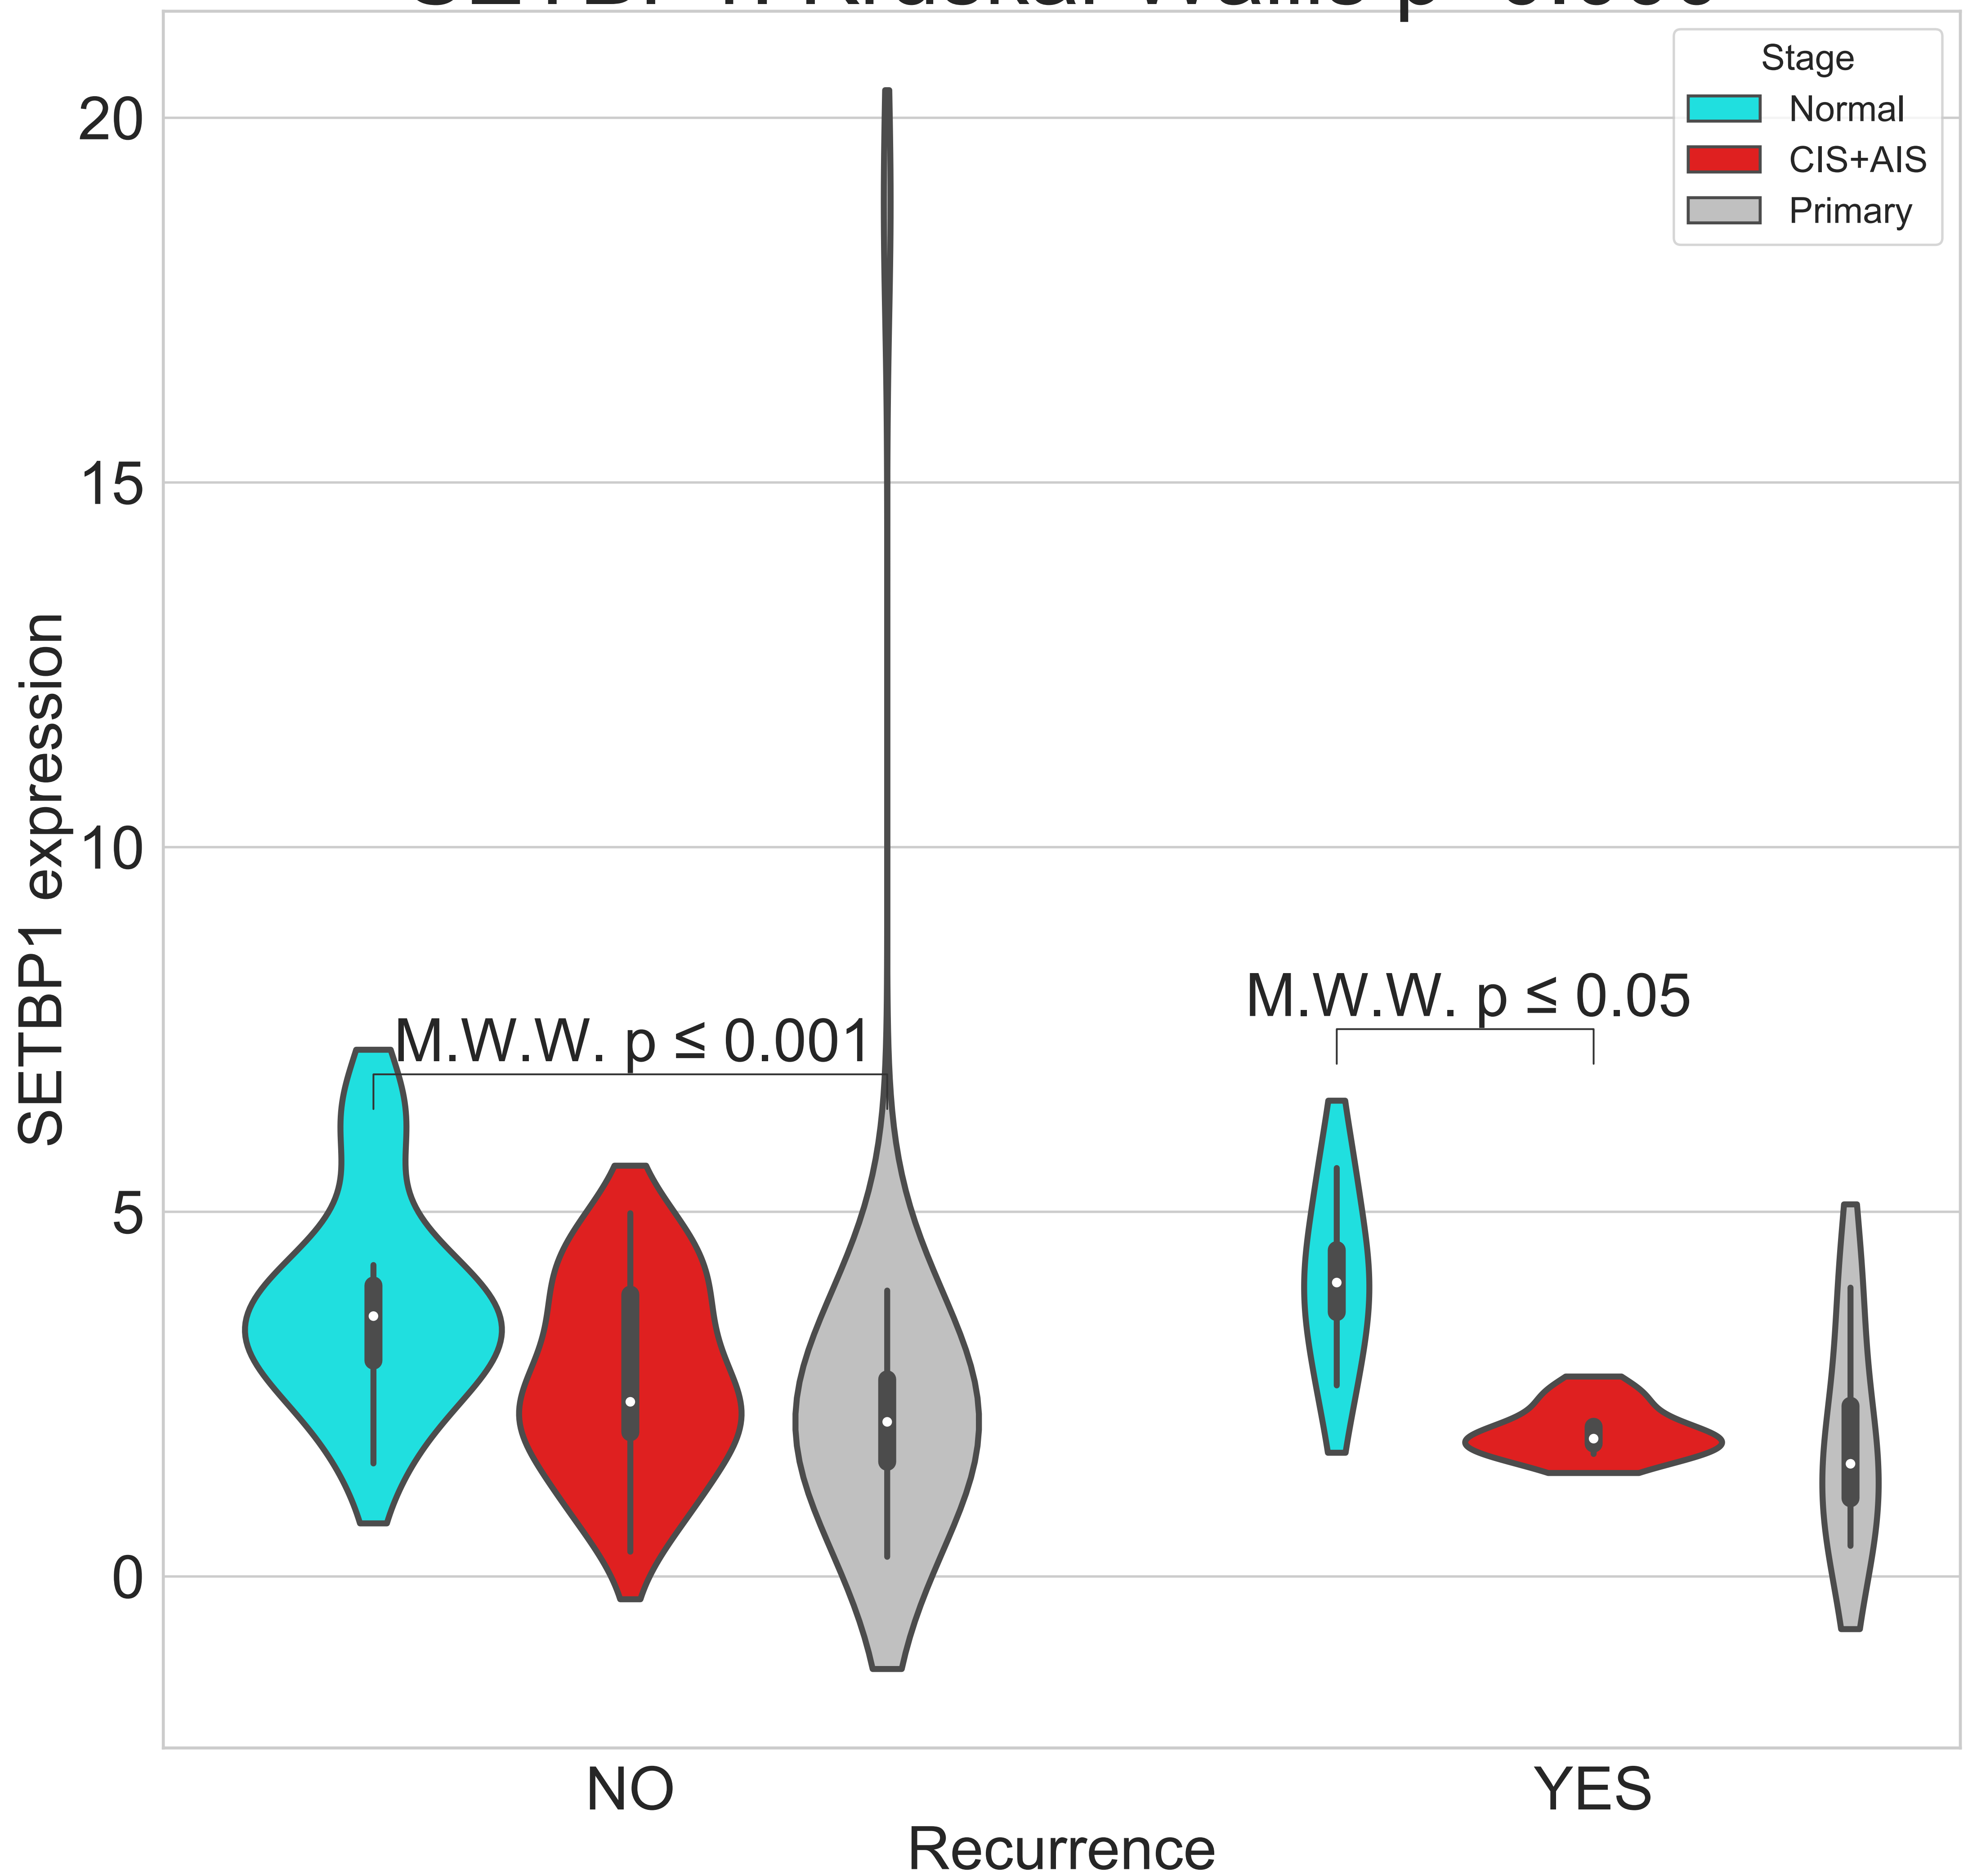 Stage
Normal
CIS+AIS
Primary
20
15
10
5
0
SETBP1 expression
M.W.W. p ≤ 0.001
M.W.W. p ≤ 0.05
NO
YES
Recurrence